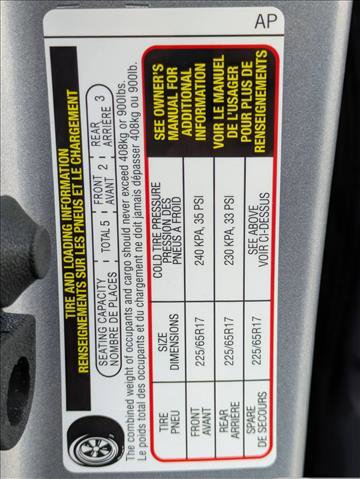 AP
TIRE AND LOADING INFORMATION
RENSEIGNEMENTS SUR LES PNEUS ET LE CHARGEMENT
SEATING CAPACITY TOTAL 5 FRONT 2 REAR 3
NOMBRE DE PLACES AVANT ARRIÈRE
The combined weight of occupants and cargo should never exceed 408kg or 900lbs.
Le poids total des occupants et du chargement ne doit jamais dépasser 408kg ou 900lb.
TIRE SIZE COLD TIRE PRESSURE
PNEU DIMENSIONS PRESSION DES
PNEUS À FROID
FRONT 225/65R17 240 KPA, 35 PSI
AVANT
REAR 225/65R17 230 KPA, 33 PSI
ARRIÈRE
SPARE 225/65R17 SEE ABOVE
DE SECOURS VOIR CI-DESSUS
SEE OWNER'S
MANUAL FOR
ADDITIONAL
INFORMATION
VOIR LE MANUEL
DE L'USAGER
POUR PLUS DE
RENSEIGNEMENTS